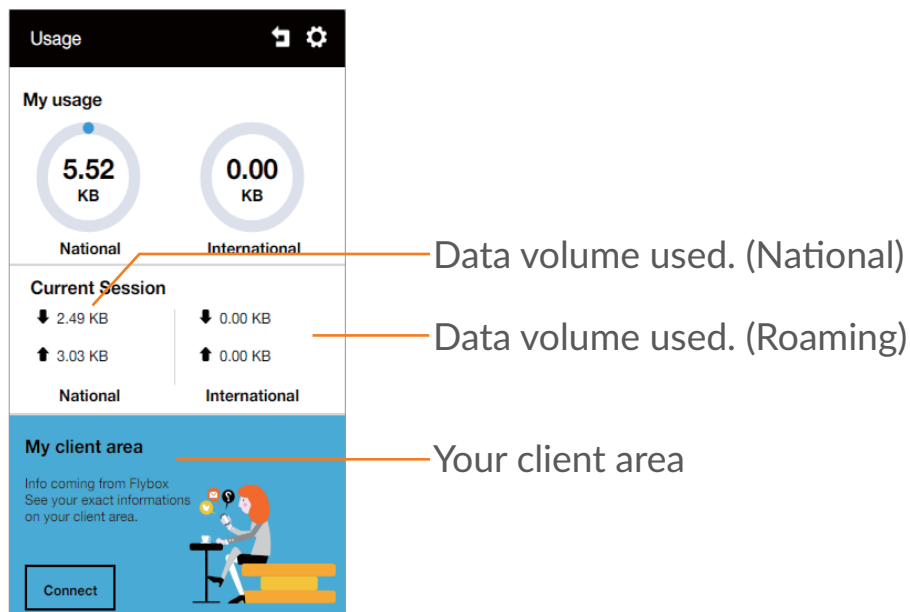 Usage
My usage
5.52
KB
0.00
KB
National
International
Data volume used. (National)
Current Session
2.49 KB
0.00 KB
Data volume used. (Roaming)
3.03 KB
0.00 KB
National
International
My client area
Your client area
Info coming from Flybox
See your exact informations
on your client area.
?
Connect